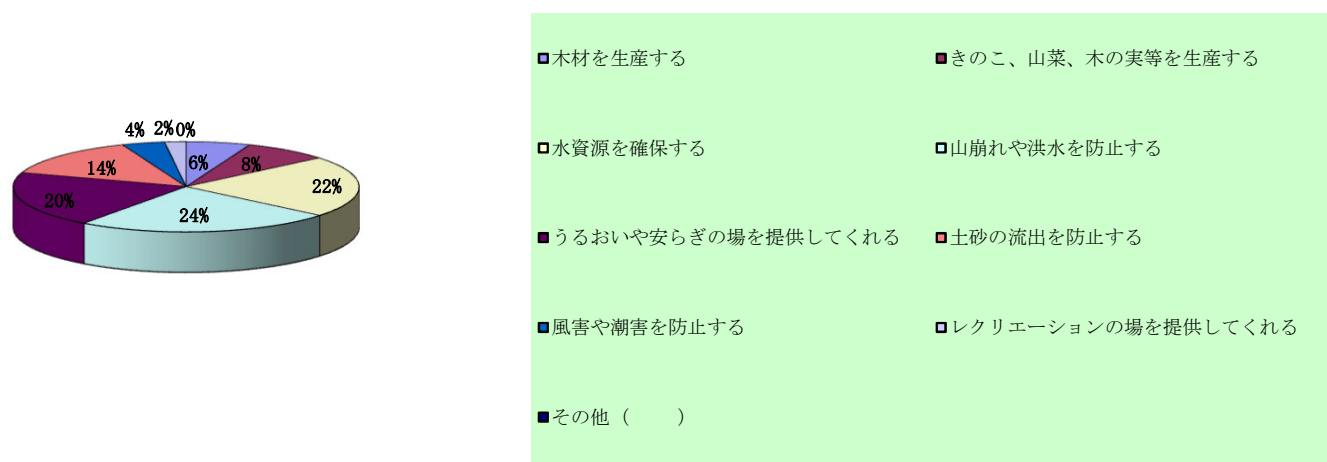 4% 2% 0%
14% 6% 8%
20% 22%
24%
木材を生産する きのこ、山菜、木の実等を生産する
水資源を確保する 山崩れや洪水を防止する
うるおいや安らぎの場を提供してくれる 土砂の流出を防止する
風害や潮害を防止する レクリエーションの場を提供してくれる
その他（　　）